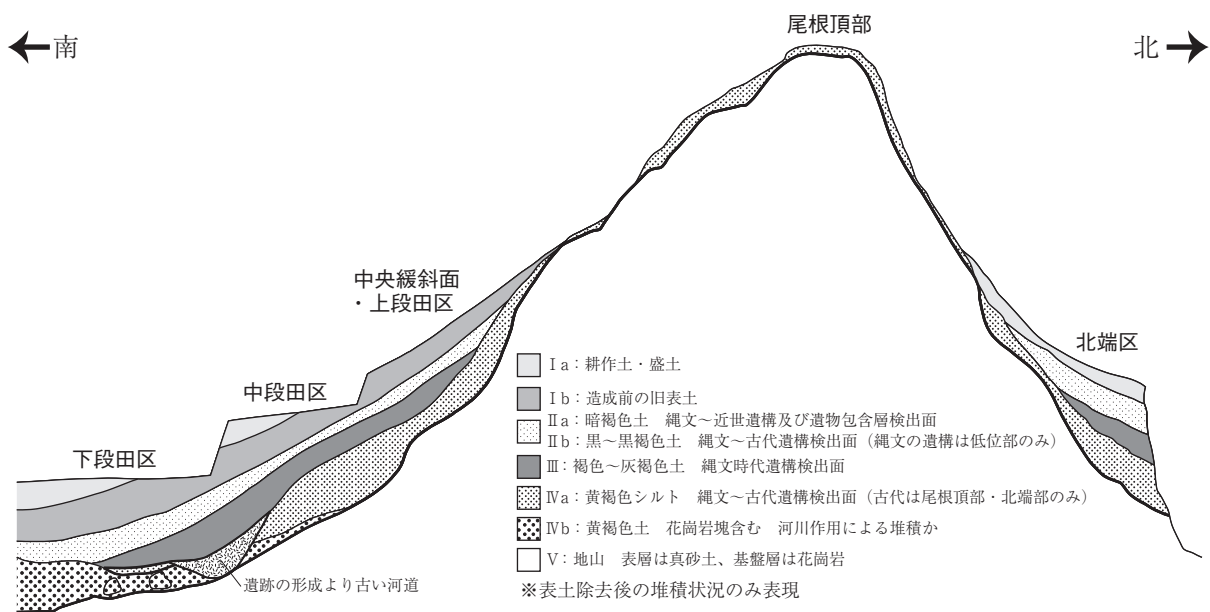 尾根頂部
南
北
中央緩斜面
・上段田区
北端区
中段田区
下段田区
Ⅰa：耕作土・盛土
Ⅰb：造成前の旧表土
Ⅱa：暗褐色土 縄文～近世遺構及び遺物包含層検出面
Ⅱb：黒～黒褐色土 縄文～古代遺構検出面（縄文の遺構は低位部のみ）
Ⅲ：褐色～灰褐色土 縄文時代遺構検出面
Ⅳa：黄褐色シルト 縄文～古代遺構検出面（古代は尾根頂部・北端部のみ）
Ⅳb：黄褐色土 花崗岩塊含む 河川作用による堆積か
Ⅴ：地山 表層は真砂土、基盤層は花崗岩
遺跡の形成より古い河道
※表土除去後の堆積状況のみ表現